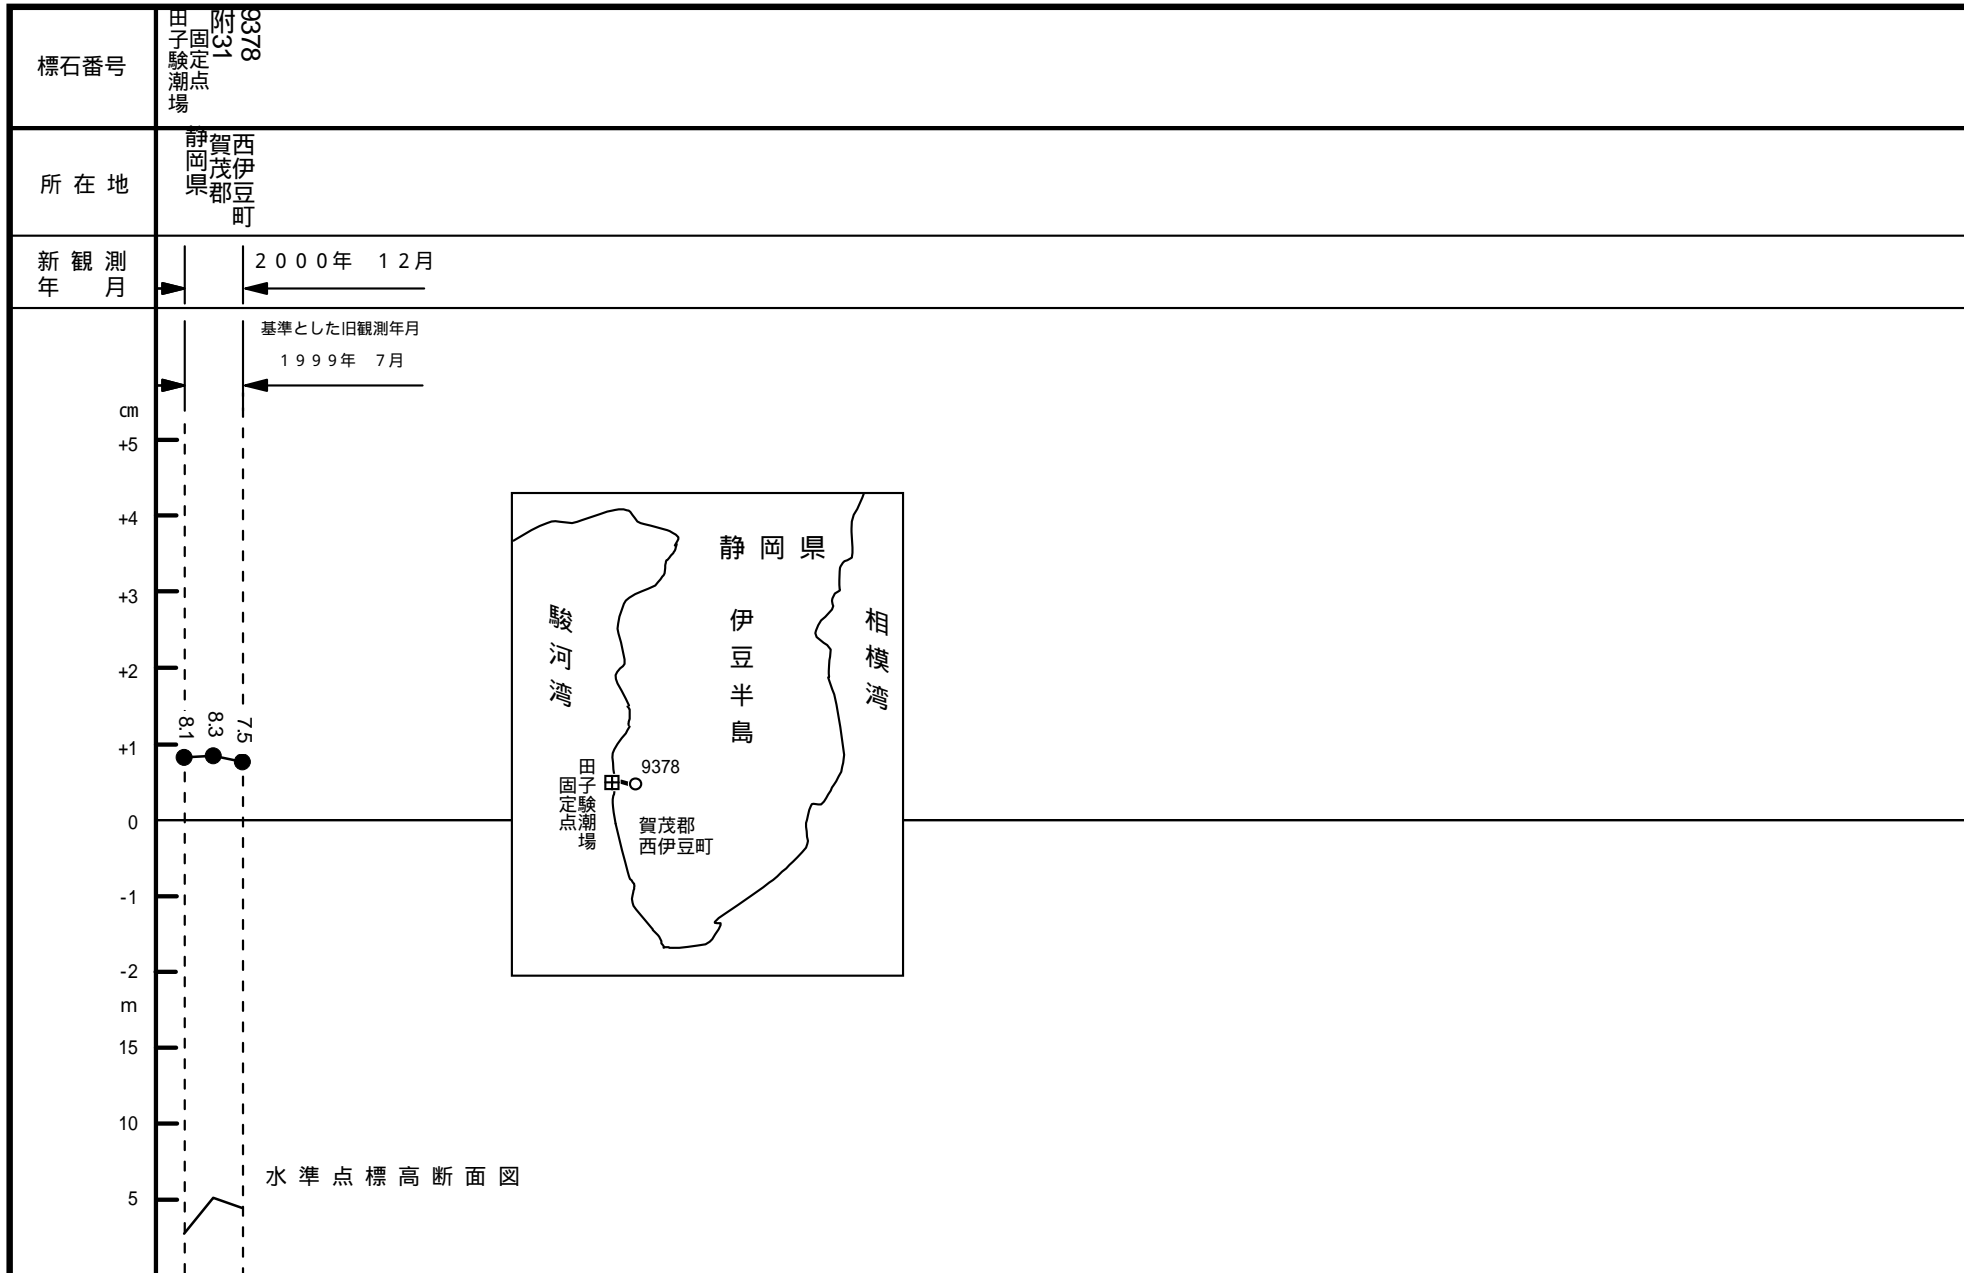 標石番号
田子験潮場
固定点
附31
9378
所在地
静岡県
賀茂郡
西伊豆町
新観測
年 月
2000年 12月
基準とした旧観測年月
1999年 7月
cm
+5
+4
+3
+2
+1
0
-1
-2
m
15
10
5
8.1
8.3
7.5
静岡県
駿河湾
伊豆半島
相模湾
田子験潮場
固定点
9378
賀茂郡
西伊豆町
水準点標高断面図